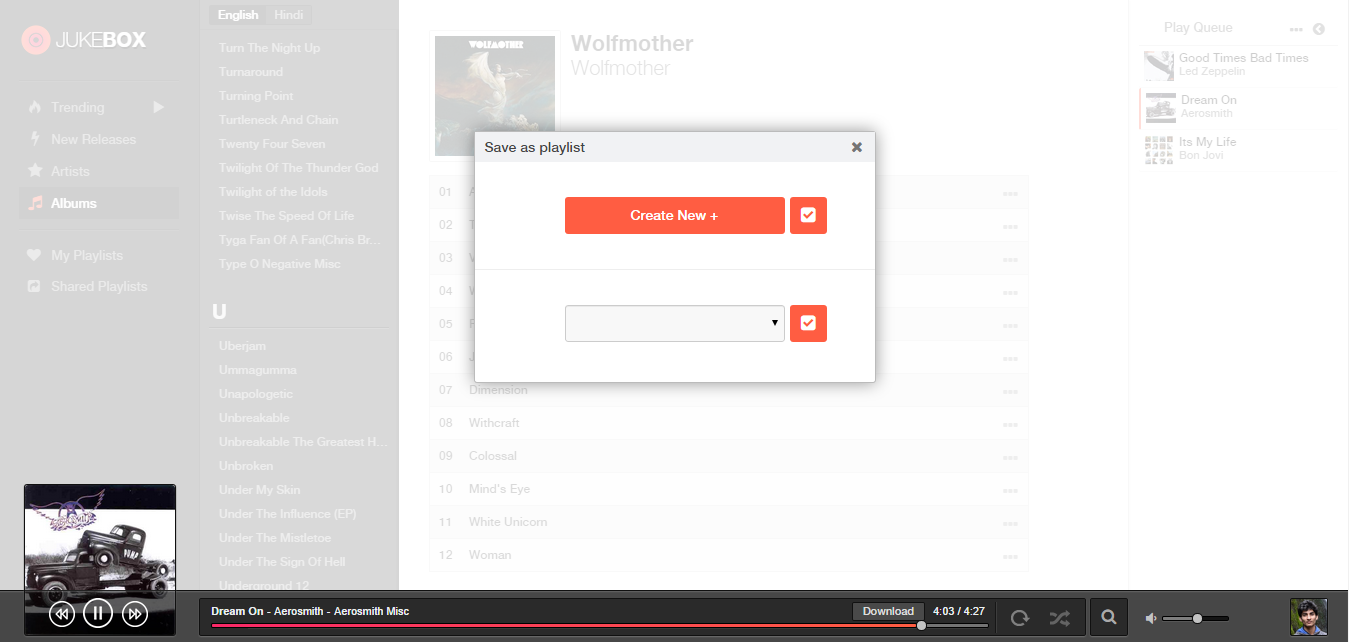 JUKEBOX
Trending
New Releases
Artists
Albums
My Playlists
Shared Playlists
English Hindi
Turn The Night Up
Turnaround
Turning Point
Turtleneck And Chain
Twenty Four Seven
Twilight Of The Thunder God
Twilight of the Idols
Twise The Speed Of Life
Tyga Fan Of A Fan(Chris Br...
Type O Negative Misc
U
Uberjam
Ummagumma
Unapologetic
Unbreakable
Unbreakable The Greatest H...
Unbroken
Under My Skin
Under The Influence (EP)
Under The Mistletoe
Under The Sign Of Hell
Underground 12
WOLFMOTHER
Wolfmother
Wolfmother
Save as playlist
Create New +
01
02
03
04
05
06
07 Dimension
08 Withcraft
09 Colossal
10 Mind's Eye
11 White Unicorn
12 Woman
Play Queue
Good Times Bad Times
Led Zeppelin
Dream On
Aerosmith
Its My Life
Bon Jovi
AEROSMITH
PUMP
Dream On - Aerosmith - Aerosmith Misc
Download 4:03 / 4:27